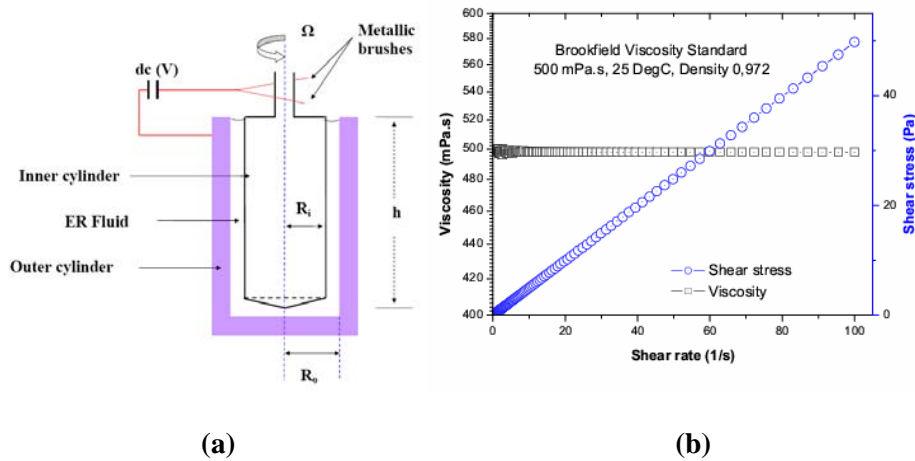 Ω
Metallic
brushes
dc (V)
Inner cylinder
R_i
h
ER Fluid
Outer cylinder
R_o
(a)
600
580
560
540
520
500
480
460
440
420
400
Viscosity (mPa.s)
Brookfield Viscosity Standard
500 mPa.s, 25 DegC, Density 0,972
Shear stress
Viscosity
0
20
40
60
80
100
Shear rate (1/s)
40
20
0
Shear stress (Pa)
(b)